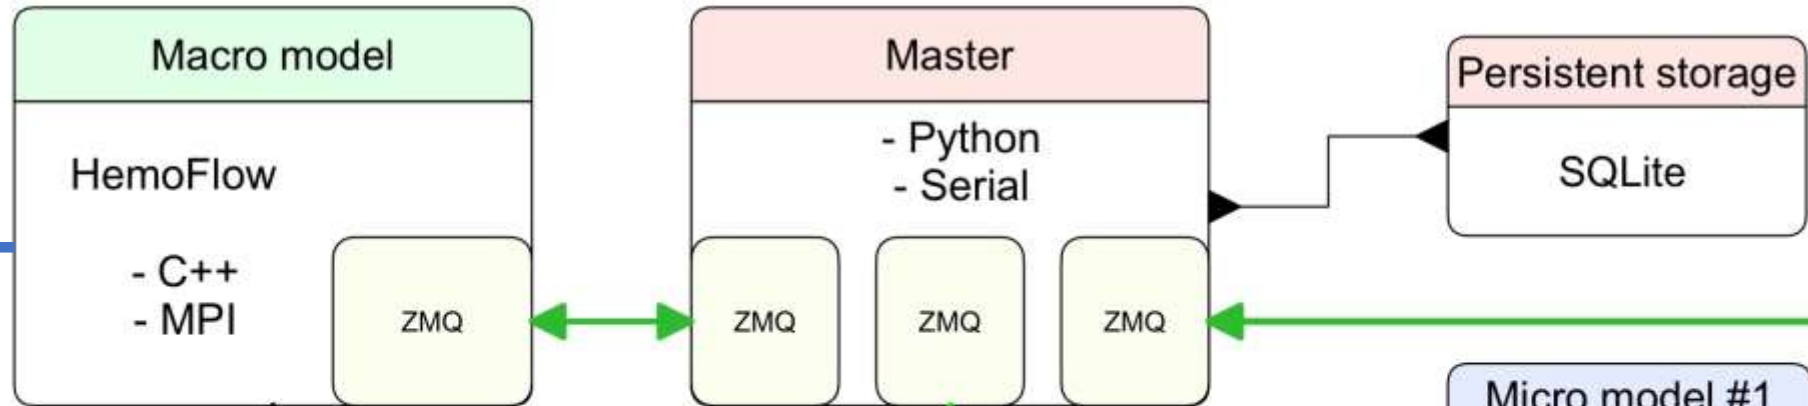 Macro model
HemoFlow
- C++
- MPI
ZMQ
Master
- Python
- Serial
ZMQ
ZMQ
ZMQ
Persistent storage
SQLite
Micro model #1